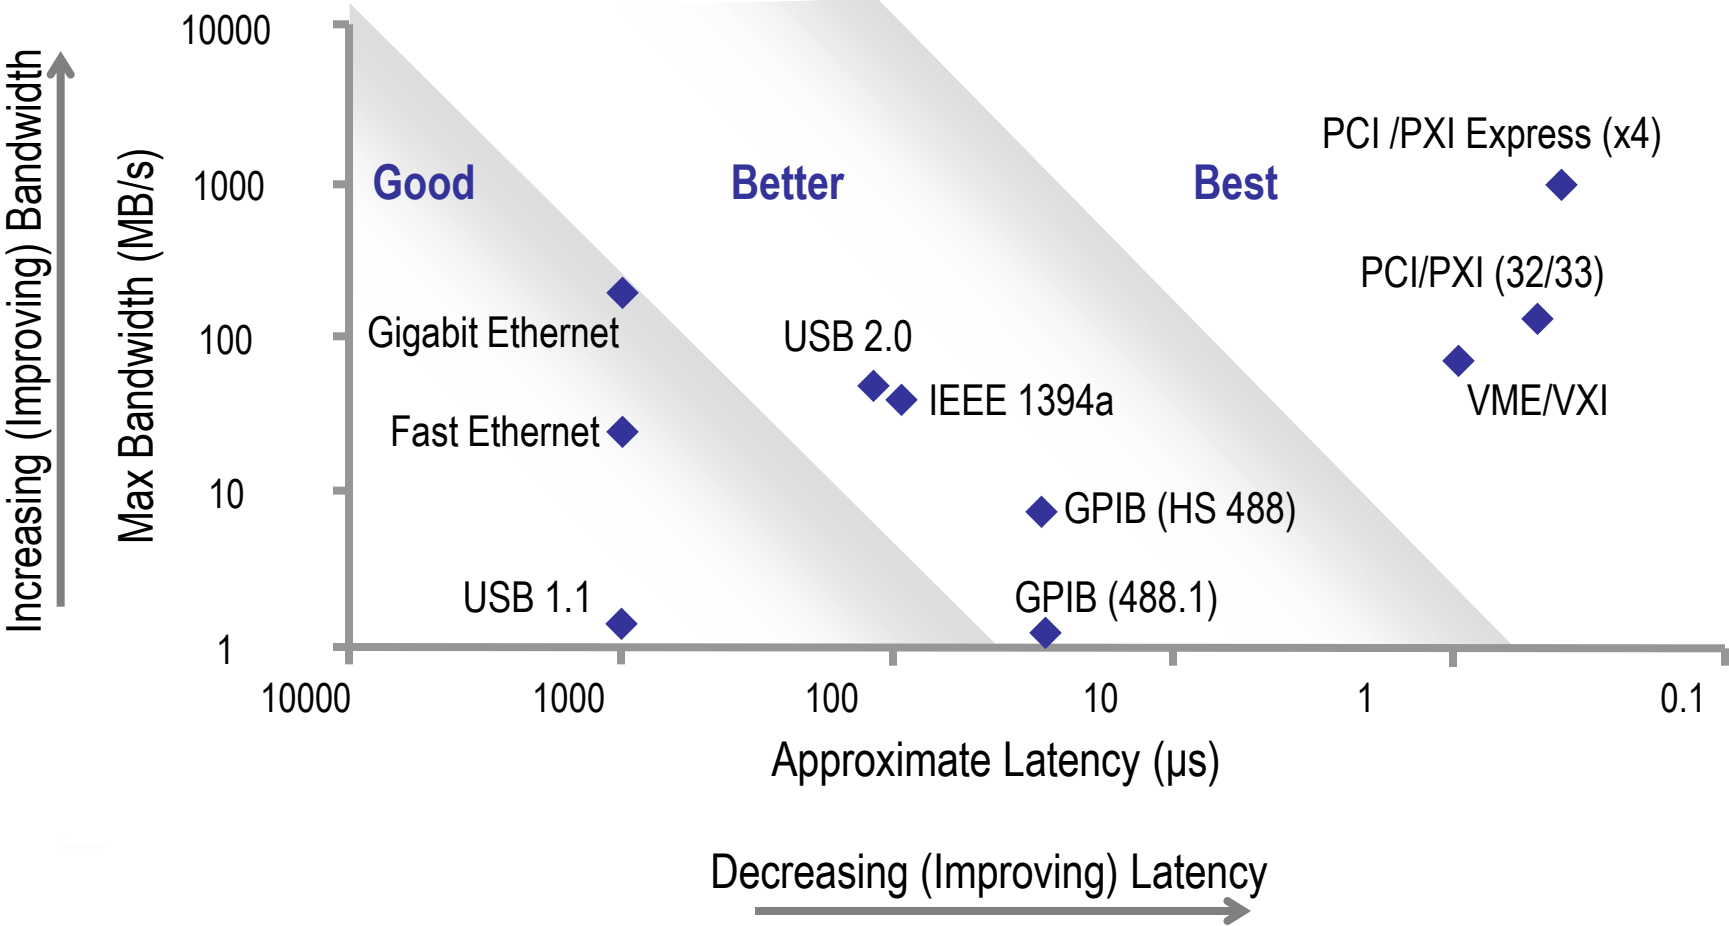 Increasing (Improving) Bandwidth
Max Bandwidth (MB/s)
10000
1000
100
10
1
Good
Better
Best
PCI /PXI Express (x4)
PCI/PXI (32/33)
VME/VXI
Gigabit Ethernet
USB 2.0
IEEE 1394a
Fast Ethernet
GPIB (HS 488)
USB 1.1
GPIB (488.1)
10000
1000
100
10
1
0.1
Approximate Latency (µs)
Decreasing (Improving) Latency